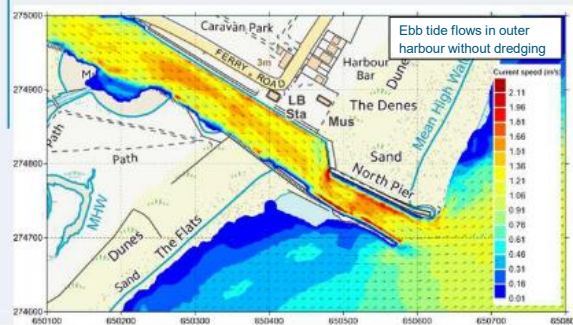 275000
274900
274800
274700
274600
650100
650200
650300
650400
650500
650600
650700
650800
Caravan Park
FERRY ROAD
3m
Harbour
Bar
LB
Sta
Mus
Dune
The Denes
Mean High Wat
Sand
North Pier
Path
Path
MHW
Dunes
The Flats
Sand
Ebb tide flows in outer
harbour without dredging
Current speed (m/s)
2.11
1.96
1.81
1.66
1.51
1.36
1.21
1.06
0.91
0.76
0.61
0.46
0.31
0.16
0.01